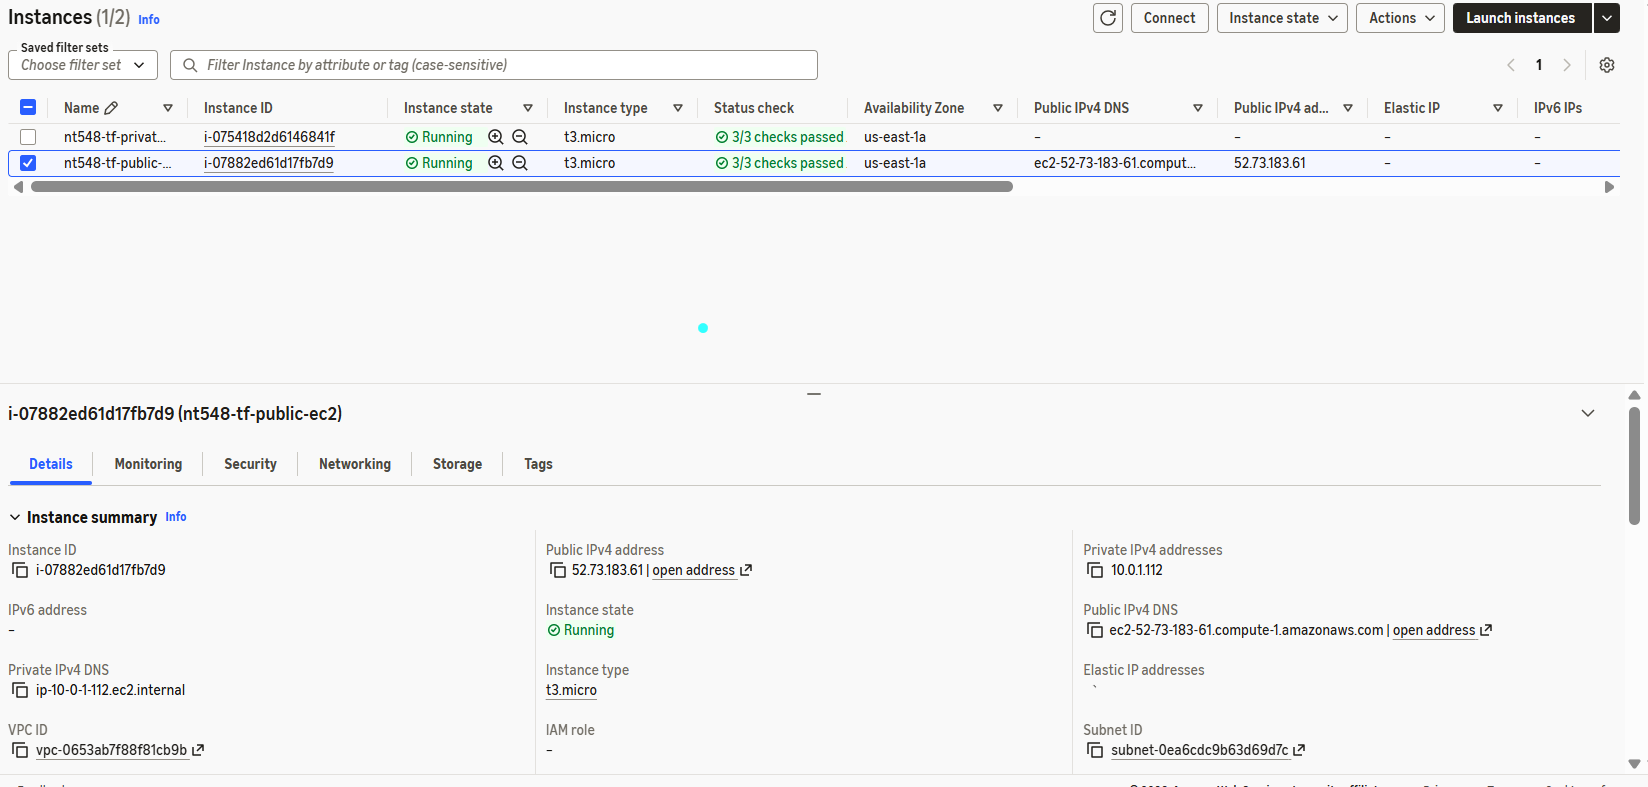 Instances (1/2) Info
Connect Instance state Actions Launch instances
Saved filter sets
Choose filter set Filter Instance by attribute or tag (case-sensitive) 1
Name Instance ID Instance state Instance type Status check Availability Zone Public IPv4 DNS Public IPv4 ad... Elastic IP IPv6 IPs
nt548-tf-privat... i-075418d2d6146841f Running t3.micro 3/3 checks passed us-east-1a – – – –
nt548-tf-public-... i-07882ed61d17fb7d9 Running t3.micro 3/3 checks passed us-east-1a ec2-52-73-183-61.comput... 52.73.183.61 – –
i-07882ed61d17fb7d9 (nt548-tf-public-ec2)
Details Monitoring Security Networking Storage Tags
Instance summary Info
Instance ID Public IPv4 address Private IPv4 addresses
i-07882ed61d17fb7d9 52.73.183.61 | open address 10.0.1.112
IPv6 address Instance state Public IPv4 DNS
– Running ec2-52-73-183-61.compute-1.amazonaws.com | open address
Private IPv4 DNS Instance type Elastic IP addresses
ip-10-0-1-112.ec2.internal t3.micro
VPC ID IAM role Subnet ID
vpc-0653ab7f88f81cb9b – subnet-0ea6cdc9b63d69d7c